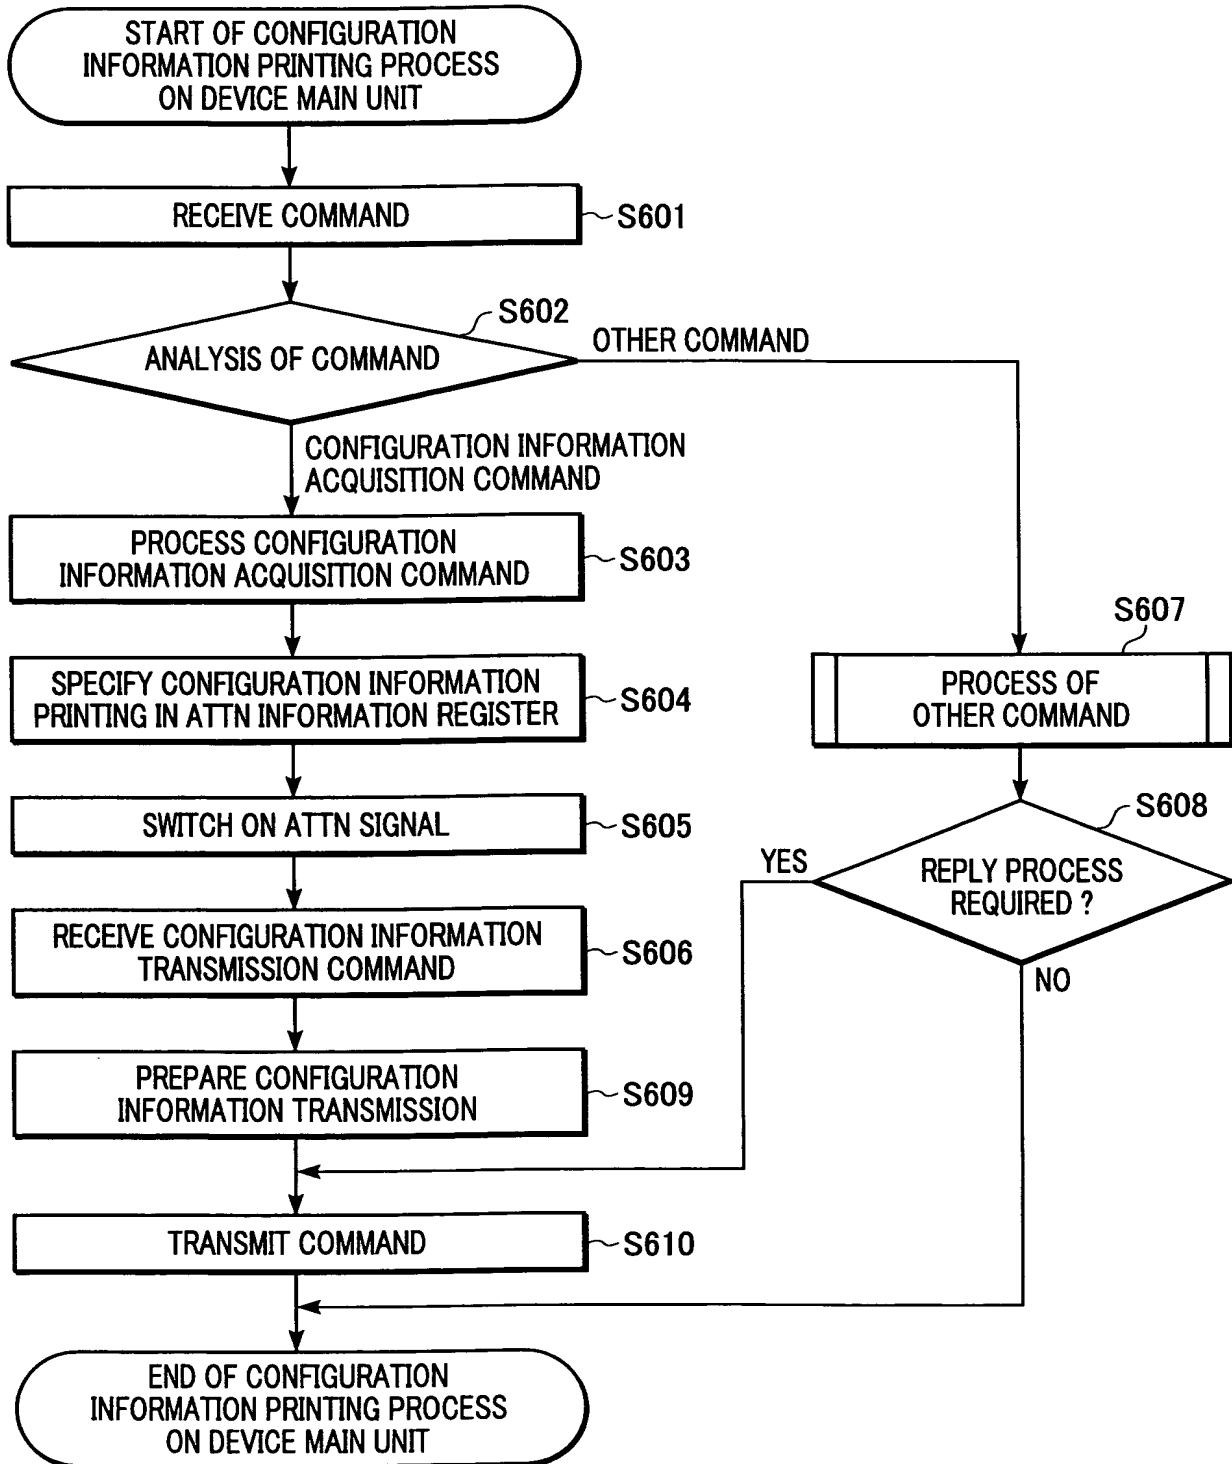 START OF CONFIGURATION
INFORMATION PRINTING PROCESS
ON DEVICE MAIN UNIT
RECEIVE COMMAND
S601
S602
ANALYSIS OF COMMAND
OTHER COMMAND
CONFIGURATION INFORMATION
ACQUISITION COMMAND
PROCESS CONFIGURATION
INFORMATION ACQUISITION COMMAND
S603
SPECIFY CONFIGURATION INFORMATION
PRINTING IN ATTN INFORMATION REGISTER
S604
S607
PROCESS OF
OTHER COMMAND
SWITCH ON ATTN SIGNAL
S605
S608
YES
REPLY PROCESS
REQUIRED ?
NO
RECEIVE CONFIGURATION INFORMATION
TRANSMISSION COMMAND
S606
PREPARE CONFIGURATION
INFORMATION TRANSMISSION
S609
TRANSMIT COMMAND
S610
END OF CONFIGURATION
INFORMATION PRINTING PROCESS
ON DEVICE MAIN UNIT